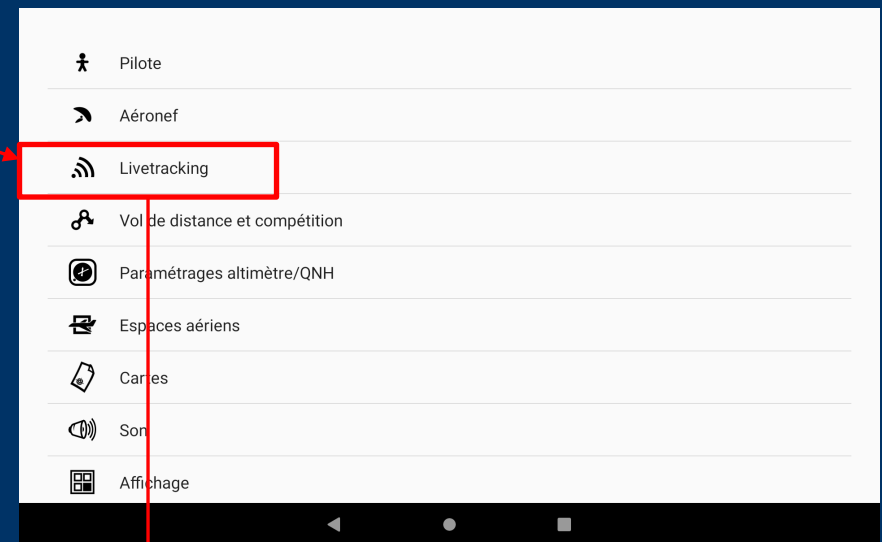 Pilote
Aéronef
Livetracking
Vol de distance et compétition
Paramétrages altimètre/QNH
Espaces aériens
Cartes
Son
Affichage